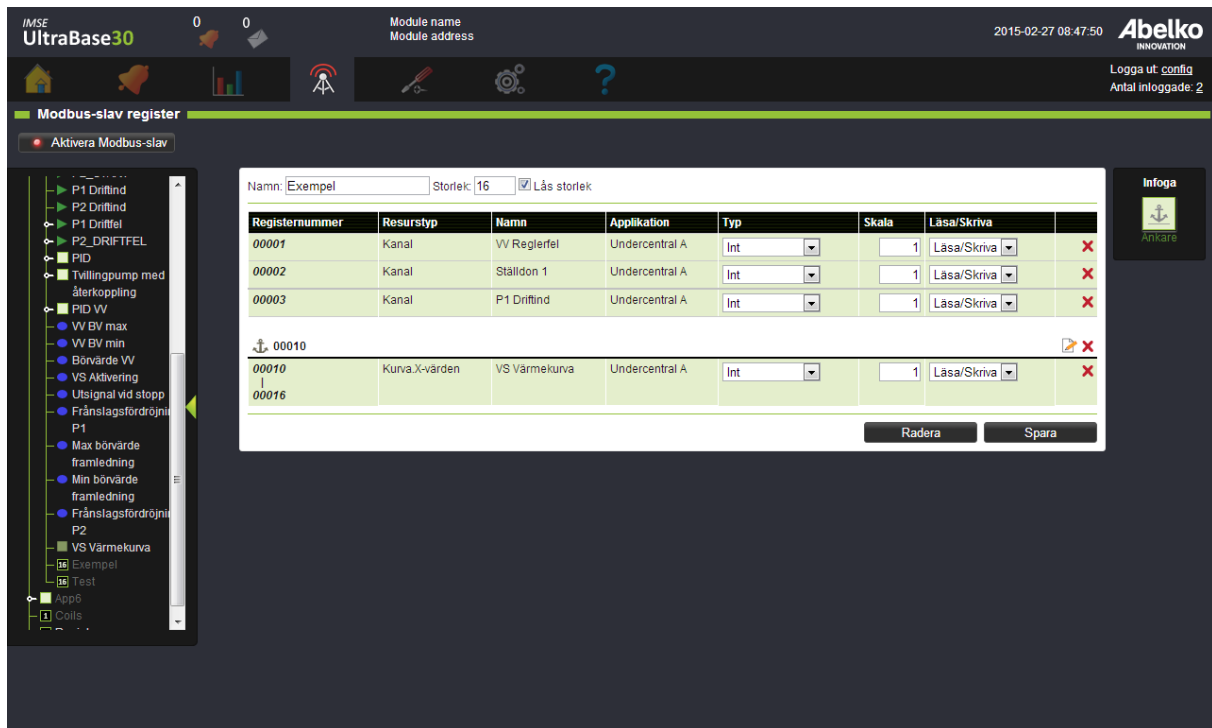 IMSE
UltraBase30
0
0
Module name
Module address
2015-02-27 08:47:50
Abelko
INNOVATION
Logga ut: config
Antal inloggade: 2
Modbus-slav register
Aktivera Modbus-slav
P1 Driftind
P2 Driftind
P1 Driftfel
P2_DRIFTFEL
PID
Tvillingpump med
återkoppling
PID VV
VV BV max
VV BV min
Börvärde VV
VS Aktivering
Utsignal vid stopp
Frånslagsfördröjnin
P1
Max börvärde
framledning
Min börvärde
framledning
Frånslagsfördröjnin
P2
VS Värmekurva
16 Exempel
16 Test
App6
1 Coils
Namn: Exempel Storlek: 16 Lås storlek
Registernummer Resurstyp Namn Applikation Typ Skala Läsa/Skriva
00001 Kanal VV Reglerfel Undercentral A Int 1 Läsa/Skriva
00002 Kanal Ställdon 1 Undercentral A Int 1 Läsa/Skriva
00003 Kanal P1 Driftind Undercentral A Int 1 Läsa/Skriva
00010
00010 Kurva.X-värden VS Värmekurva Undercentral A Int 1 Läsa/Skriva
|
00016
Radera Spara
Infoga
Ankare